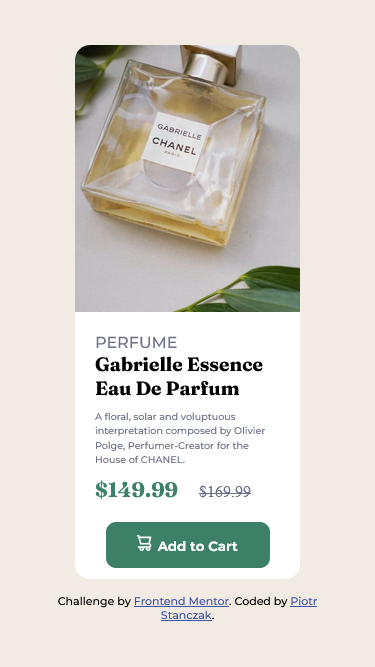 GABRIELLE
CHANEL
PARIS
PERFUME
Gabrielle Essence
Eau De Parfum
A floral, solar and voluptuous
interpretation composed by Olivier
Polge, Perfumer-Creator for the
House of CHANEL.
$149.99 $169.99
Add to Cart
Challenge by Frontend Mentor. Coded by Piotr
Stanczak.